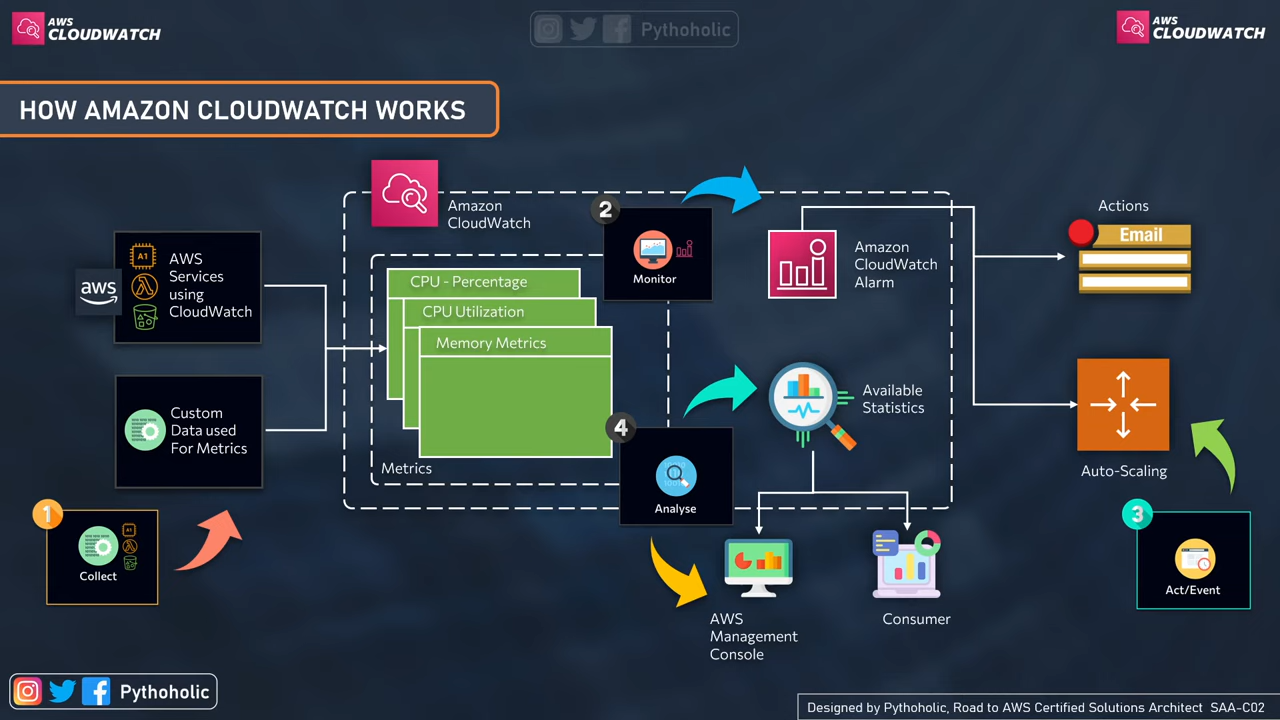 AWS
CLOUDWATCH
Pythoholic
AWS
CLOUDWATCH
HOW AMAZON CLOUDWATCH WORKS
Amazon
CloudWatch
2
Monitor
Amazon
CloudWatch
Alarm
Actions
Email
aws
A1
AWS
Services
using
CloudWatch
CPU - Percentage
CPU Utilization
Memory Metrics
Metrics
Custom
Data used
For Metrics
4
Analyse
Available
Statistics
Auto-Scaling
1
A1
Collect
3
Act/Event
AWS
Management
Console
Consumer
Pythoholic
Designed by Pythoholic, Road to AWS Certified Solutions Architect SAA-C02